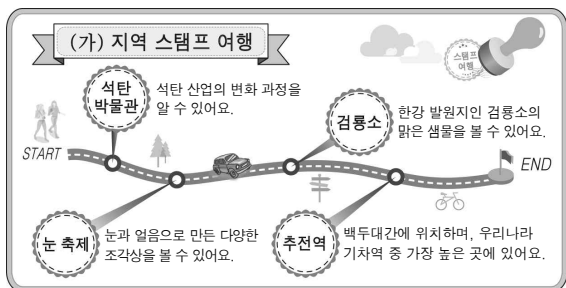 (가) 지역 스탬프 여행
스탬프
여행
석탄
박물관
석탄 산업의 변화 과정을
알 수 있어요.
검룡소
한강 발원지인 검룡소의
맑은 샘물을 볼 수 있어요.
START
END
눈 축제
눈과 얼음으로 만든 다양한
조각상을 볼 수 있어요.
추전역
백두대간에 위치하며, 우리나라
기차역 중 가장 높은 곳에 있어요.